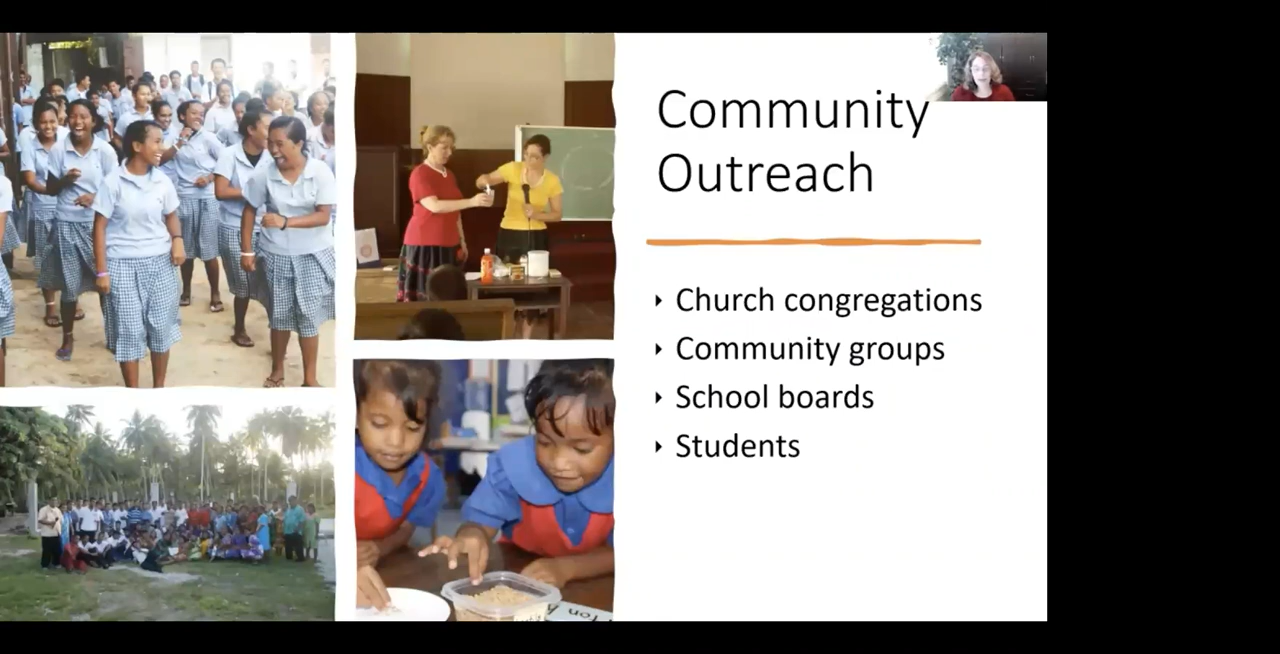 Community
Outreach
Church congregations
Community groups
School boards
Students